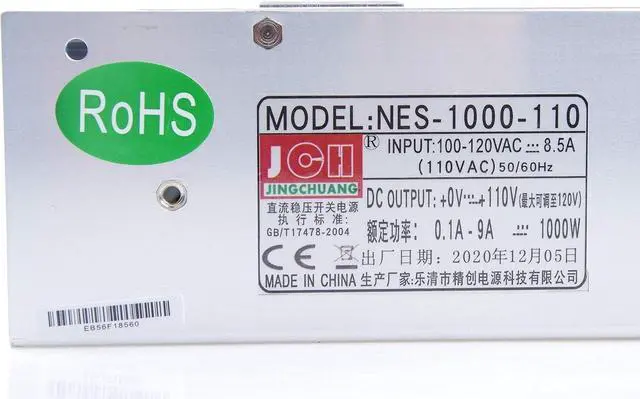 RoHS
MODEL:NES-1000-110
JCH ®
JINGCHUANG
INPUT:100-120VAC ⎓ 8.5A
(110VAC) 50/60Hz
直流稳压开关电源
执行标准:
GB/T17478-2004
DC OUTPUT: +0V⎓+110V(最大可调至120V)
额定功率: 0.1A - 9A ⎓ 1000W
CE 出厂日期: 2020年12月05日
MADE IN CHINA 生产厂家:乐清市精创电源科技有限公司
EB56F18560